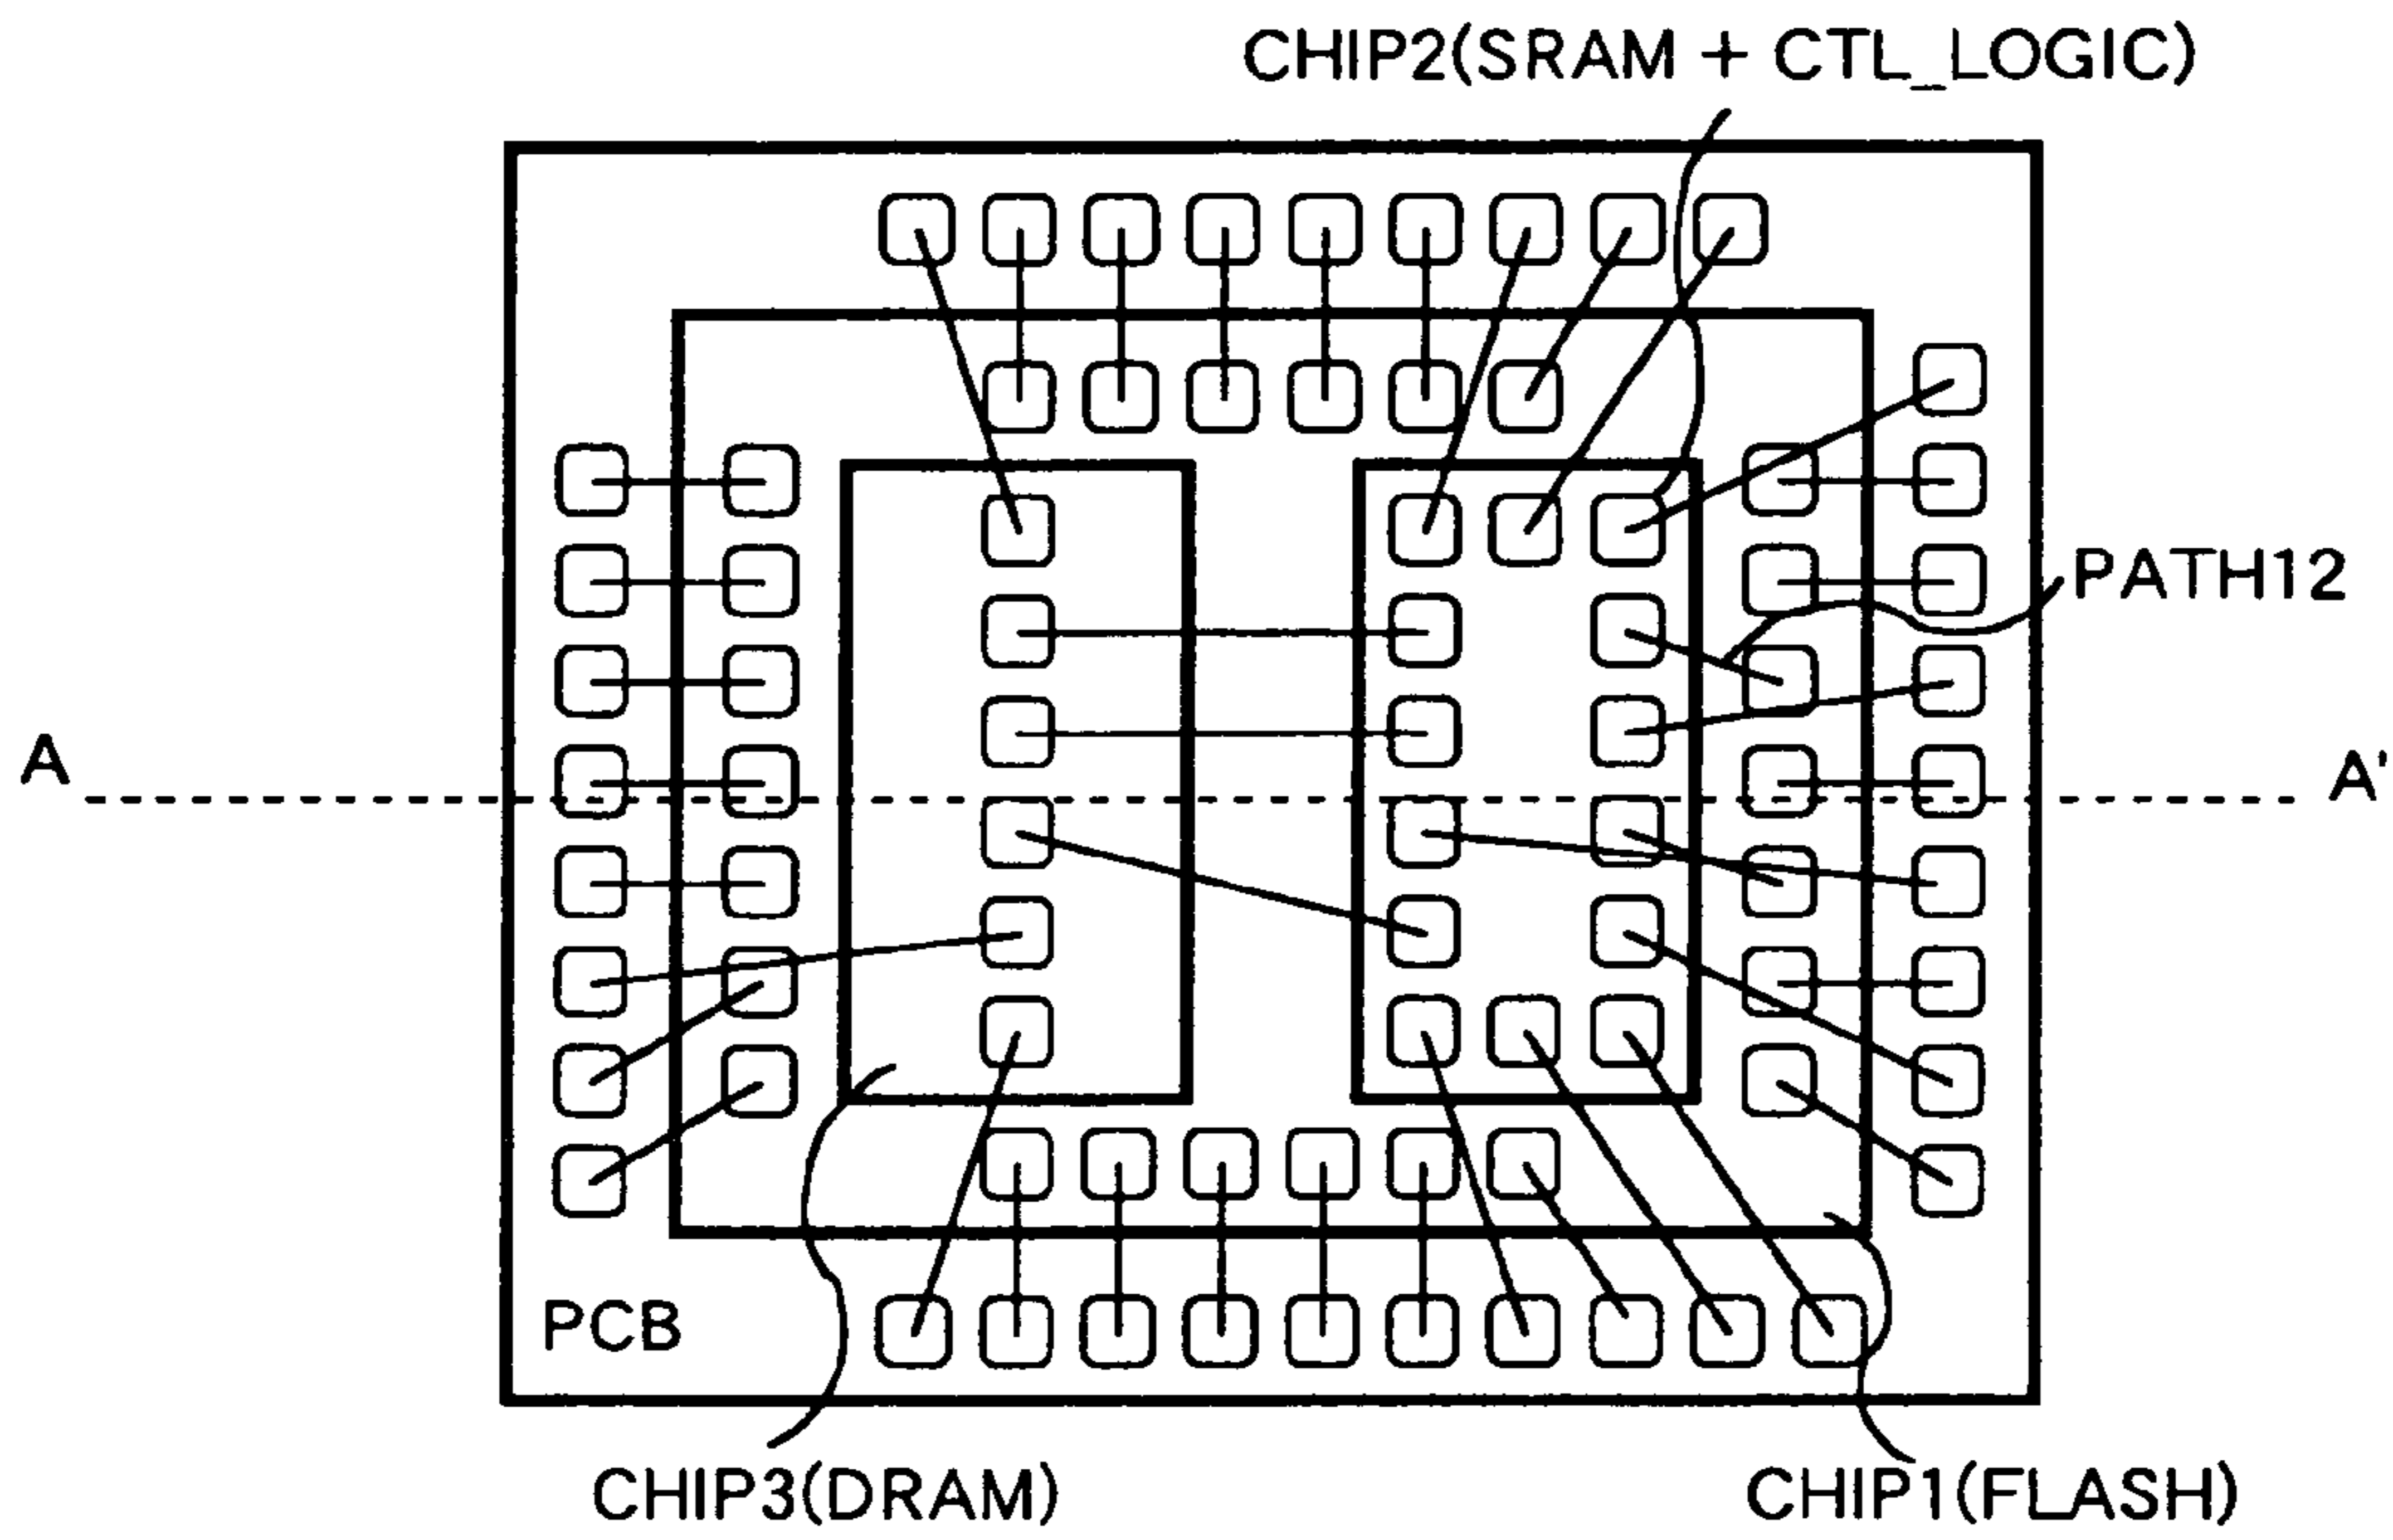 CHIP2(SRAM + CTL_LOGIC)
PATH12
A
A'
PCB
CHIP3(DRAM)
CHIP1(FLASH)